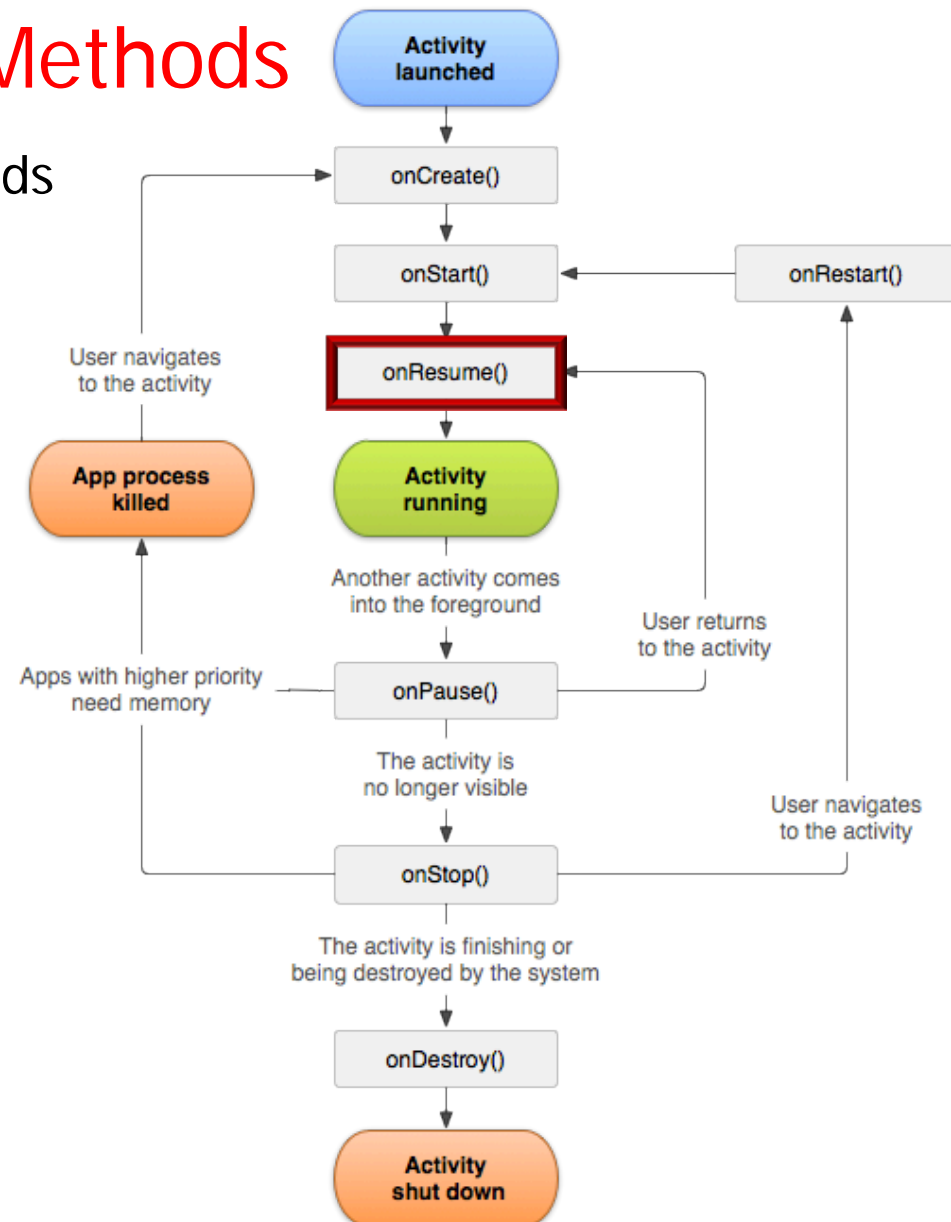 Methods
ds
Activity
launched
onCreate()
onStart()
onRestart()
User navigates
to the activity
onResume()
App process
killed
Activity
running
Another activity comes
into the foreground
User returns
to the activity
Apps with higher priority
need memory
onPause()
The activity is
no longer visible
User navigates
to the activity
onStop()
The activity is finishing or
being destroyed by the system
onDestroy()
Activity
shut down